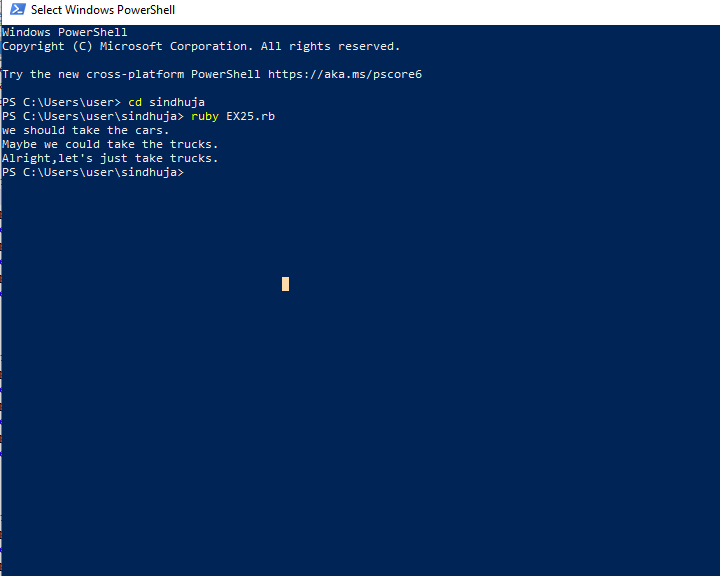 Select Windows PowerShell
Windows PowerShell
Copyright (C) Microsoft Corporation. All rights reserved.
Try the new cross-platform PowerShell https://aka.ms/pscore6
PS C:\Users\user> cd sindhuja
PS C:\Users\user\sindhuja> ruby EX25.rb
we should take the cars.
Maybe we could take the trucks.
Alright,let's just take trucks.
PS C:\Users\user\sindhuja>